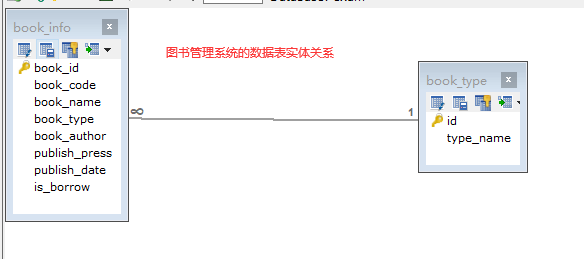 book_info
book_id
book_code
book_name
book_type
book_author
publish_press
publish_date
is_borrow
图书管理系统的数据表实体关系
∞
1
book_type
id
type_name